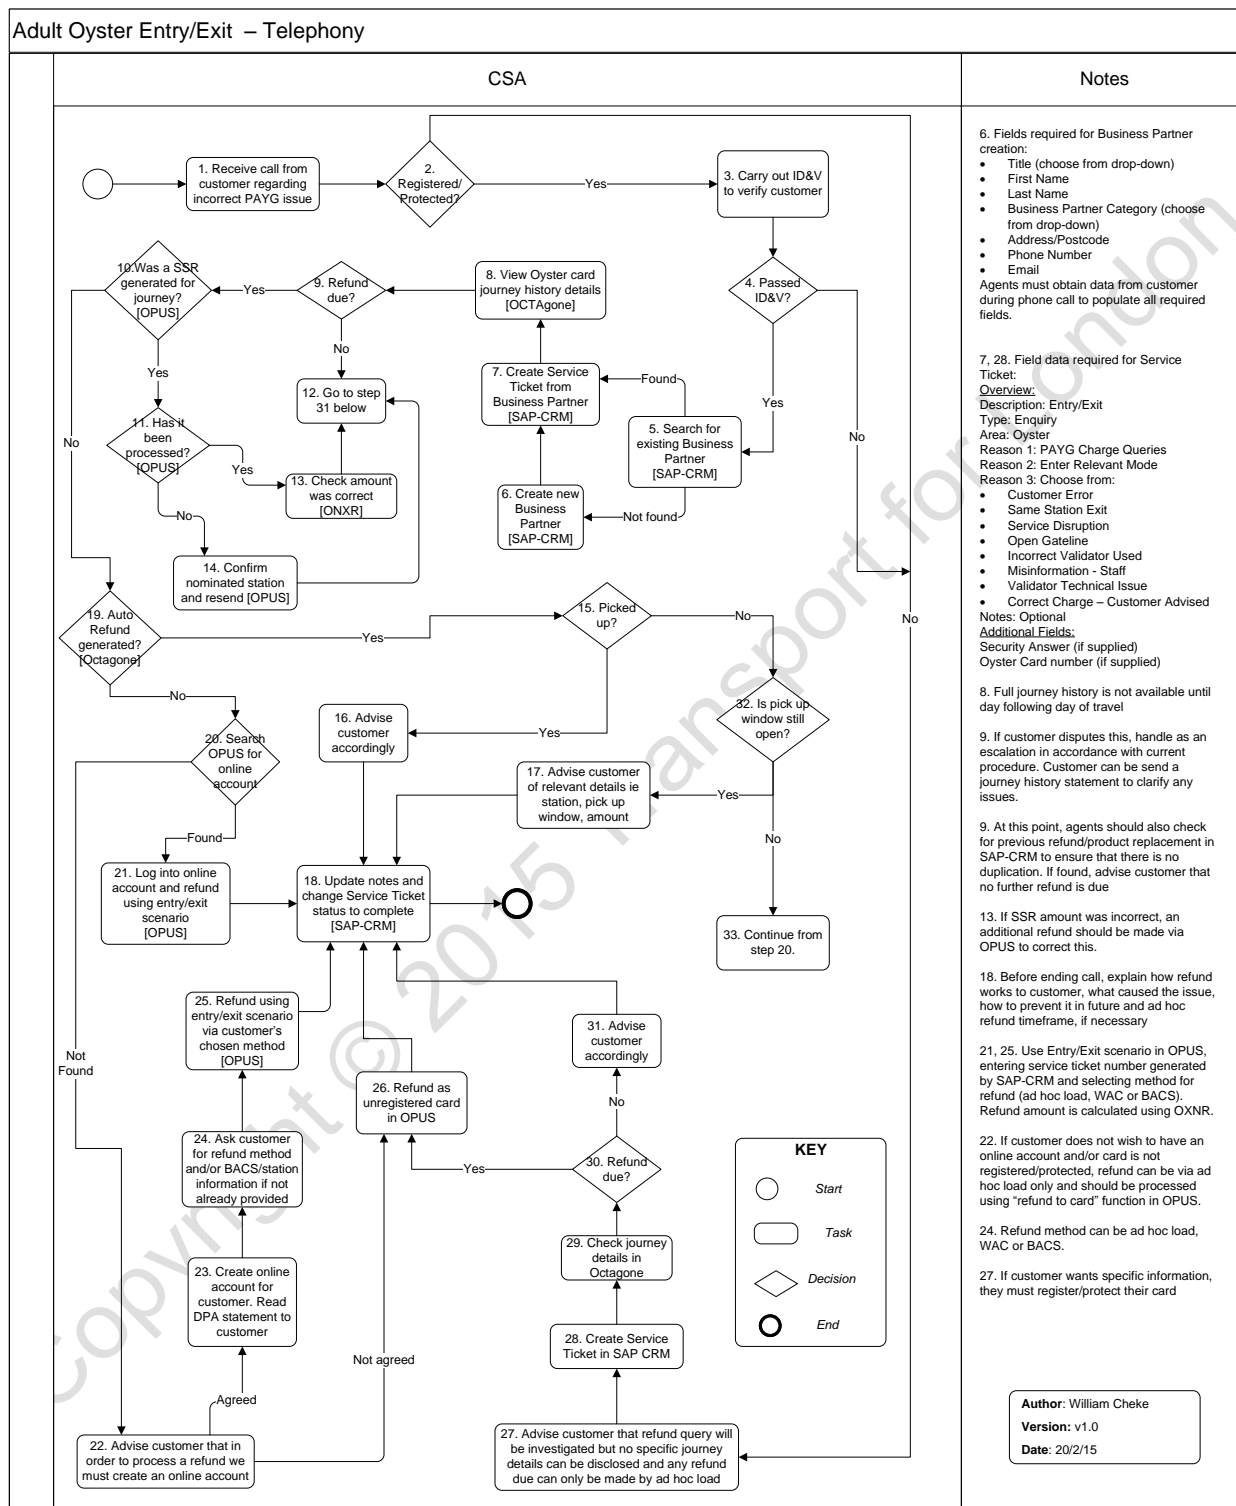 Adult Oyster Entry/Exit – Telephony
CSA
Notes
1. Receive call from
customer regarding
incorrect PAYG issue
2.
Registered/
Protected?
Yes
3. Carry out ID&V
to verify customer
10.Was a SSR
generated for
journey?
[OPUS]
Yes
9. Refund
due?
8. View Oyster card
journey history details
[OCTAgone]
4. Passed
ID&V?
No
Yes
12. Go to step
31 below
7. Create Service
Ticket from
Business Partner
[SAP-CRM]
Found
Yes
5. Search for
existing Business
Partner
[SAP-CRM]
No
No
11. Has it
been
processed?
[OPUS]
Yes
13. Check amount
was correct
[ONXR]
6. Create new
Business
Partner
[SAP-CRM]
Not found
No
14. Confirm
nominated station
and resend [OPUS]
19. Auto
Refund
generated?
[Octagone]
Yes
15. Picked
up?
No
No
No
16. Advise
customer
accordingly
Yes
32. Is pick up
window still
open?
20. Search
OPUS for
online
account
17. Advise customer
of relevant details ie
station, pick up
window, amount
Yes
Found
No
21. Log into online
account and refund
using entry/exit
scenario
[OPUS]
18. Update notes and
change Service Ticket
status to complete
[SAP-CRM]
33. Continue from
step 20.
25. Refund using
entry/exit scenario
via customer's
chosen method
[OPUS]
31. Advise
customer
accordingly
Not
Found
26. Refund as
unregistered card
in OPUS
No
24. Ask customer
for refund method
and/or BACS/station
information if not
already provided
Yes
30. Refund
due?
KEY
Start
Task
Decision
End
29. Check journey
details in
Octagone
23. Create online
account for
customer. Read
DPA statement to
customer
28. Create Service
Ticket in SAP CRM
Not agreed
Agreed
22. Advise customer that in
order to process a refund we
must create an online account
27. Advise customer that refund query will
be investigated but no specific journey
details can be disclosed and any refund
due can only be made by ad hoc load
6. Fields required for Business Partner
creation:
• Title (choose from drop-down)
• First Name
• Last Name
• Business Partner Category (choose
from drop-down)
• Address/Postcode
• Phone Number
• Email
Agents must obtain data from customer
during phone call to populate all required
fields.
7, 28. Field data required for Service
Ticket:
Overview:
Description: Entry/Exit
Type: Enquiry
Area: Oyster
Reason 1: PAYG Charge Queries
Reason 2: Enter Relevant Mode
Reason 3: Choose from:
• Customer Error
• Same Station Exit
• Service Disruption
• Open Gateline
• Incorrect Validator Used
• Misinformation - Staff
• Validator Technical Issue
• Correct Charge – Customer Advised
Notes: Optional
Additional Fields:
Security Answer (if supplied)
Oyster Card number (if supplied)
8. Full journey history is not available until
day following day of travel
9. If customer disputes this, handle as an
escalation in accordance with current
procedure. Customer can be send a
journey history statement to clarify any
issues.
9. At this point, agents should also check
for previous refund/product replacement in
SAP-CRM to ensure that there is no
duplication. If found, advise customer that
no further refund is due
13. If SSR amount was incorrect, an
additional refund should be made via
OPUS to correct this.
18. Before ending call, explain how refund
works to customer, what caused the issue,
how to prevent it in future and ad hoc
refund timeframe, if necessary
21, 25. Use Entry/Exit scenario in OPUS,
entering service ticket number generated
by SAP-CRM and selecting method for
refund (ad hoc load, WAC or BACS).
Refund amount is calculated using OXNR.
22. If customer does not wish to have an
online account and/or card is not
registered/protected, refund can be via ad
hoc load only and should be processed
using “refund to card” function in OPUS.
24. Refund method can be ad hoc load,
WAC or BACS.
27. If customer wants specific information,
they must register/protect their card
Author: William Cheke
Version: v1.0
Date: 20/2/15
Copyright © 2015 Transport for London